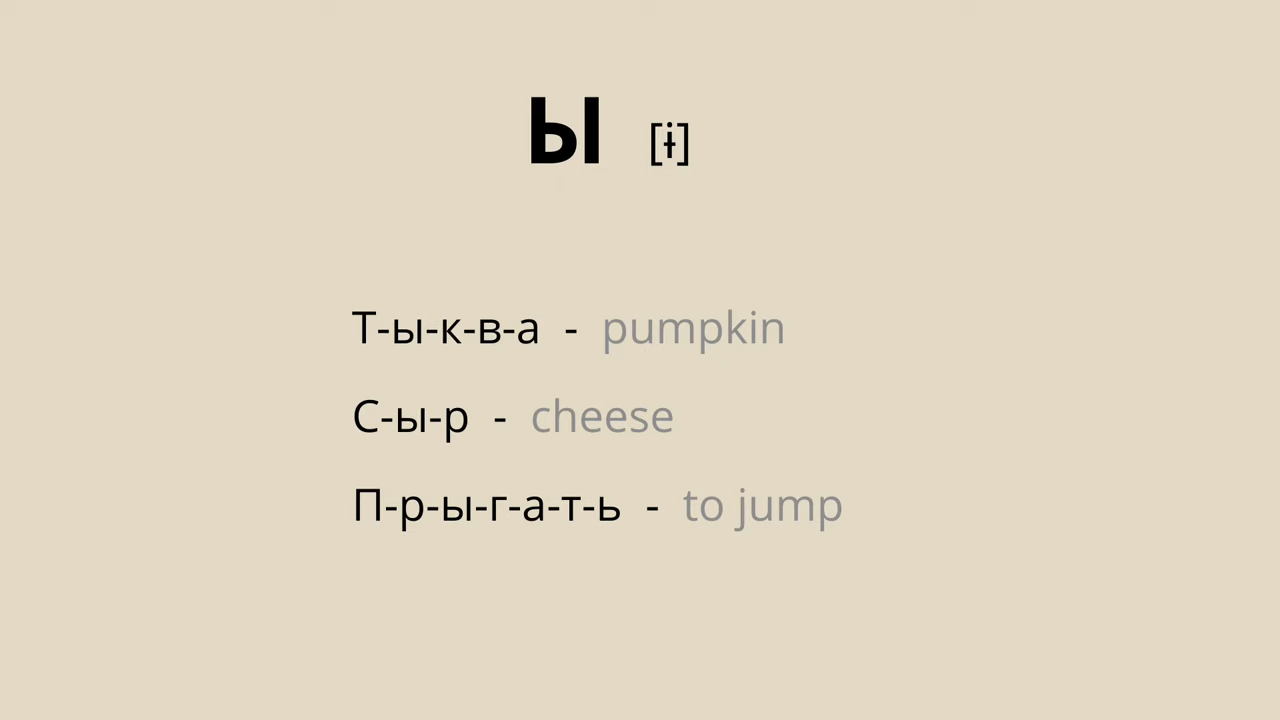 Ы [ɨ]
Т-ы-к-в-а - pumpkin
С-ы-р - cheese
П-р-ы-г-а-т-ь - to jump